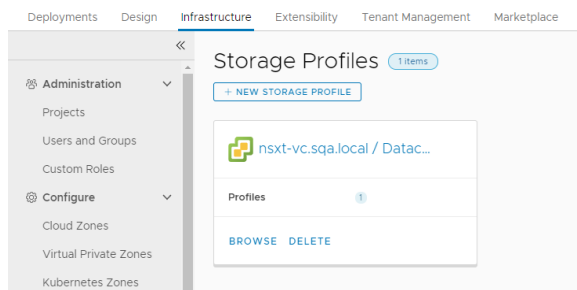 Deployments Design Infrastructure Extensibility Tenant Management Marketplace
Administration
Projects
Users and Groups
Custom Roles
Configure
Cloud Zones
Virtual Private Zones
Kubernetes Zones
Storage Profiles 1 items
+ NEW STORAGE PROFILE
nsxt-vc.sqa.local / Datac...
Profiles 1
BROWSE DELETE